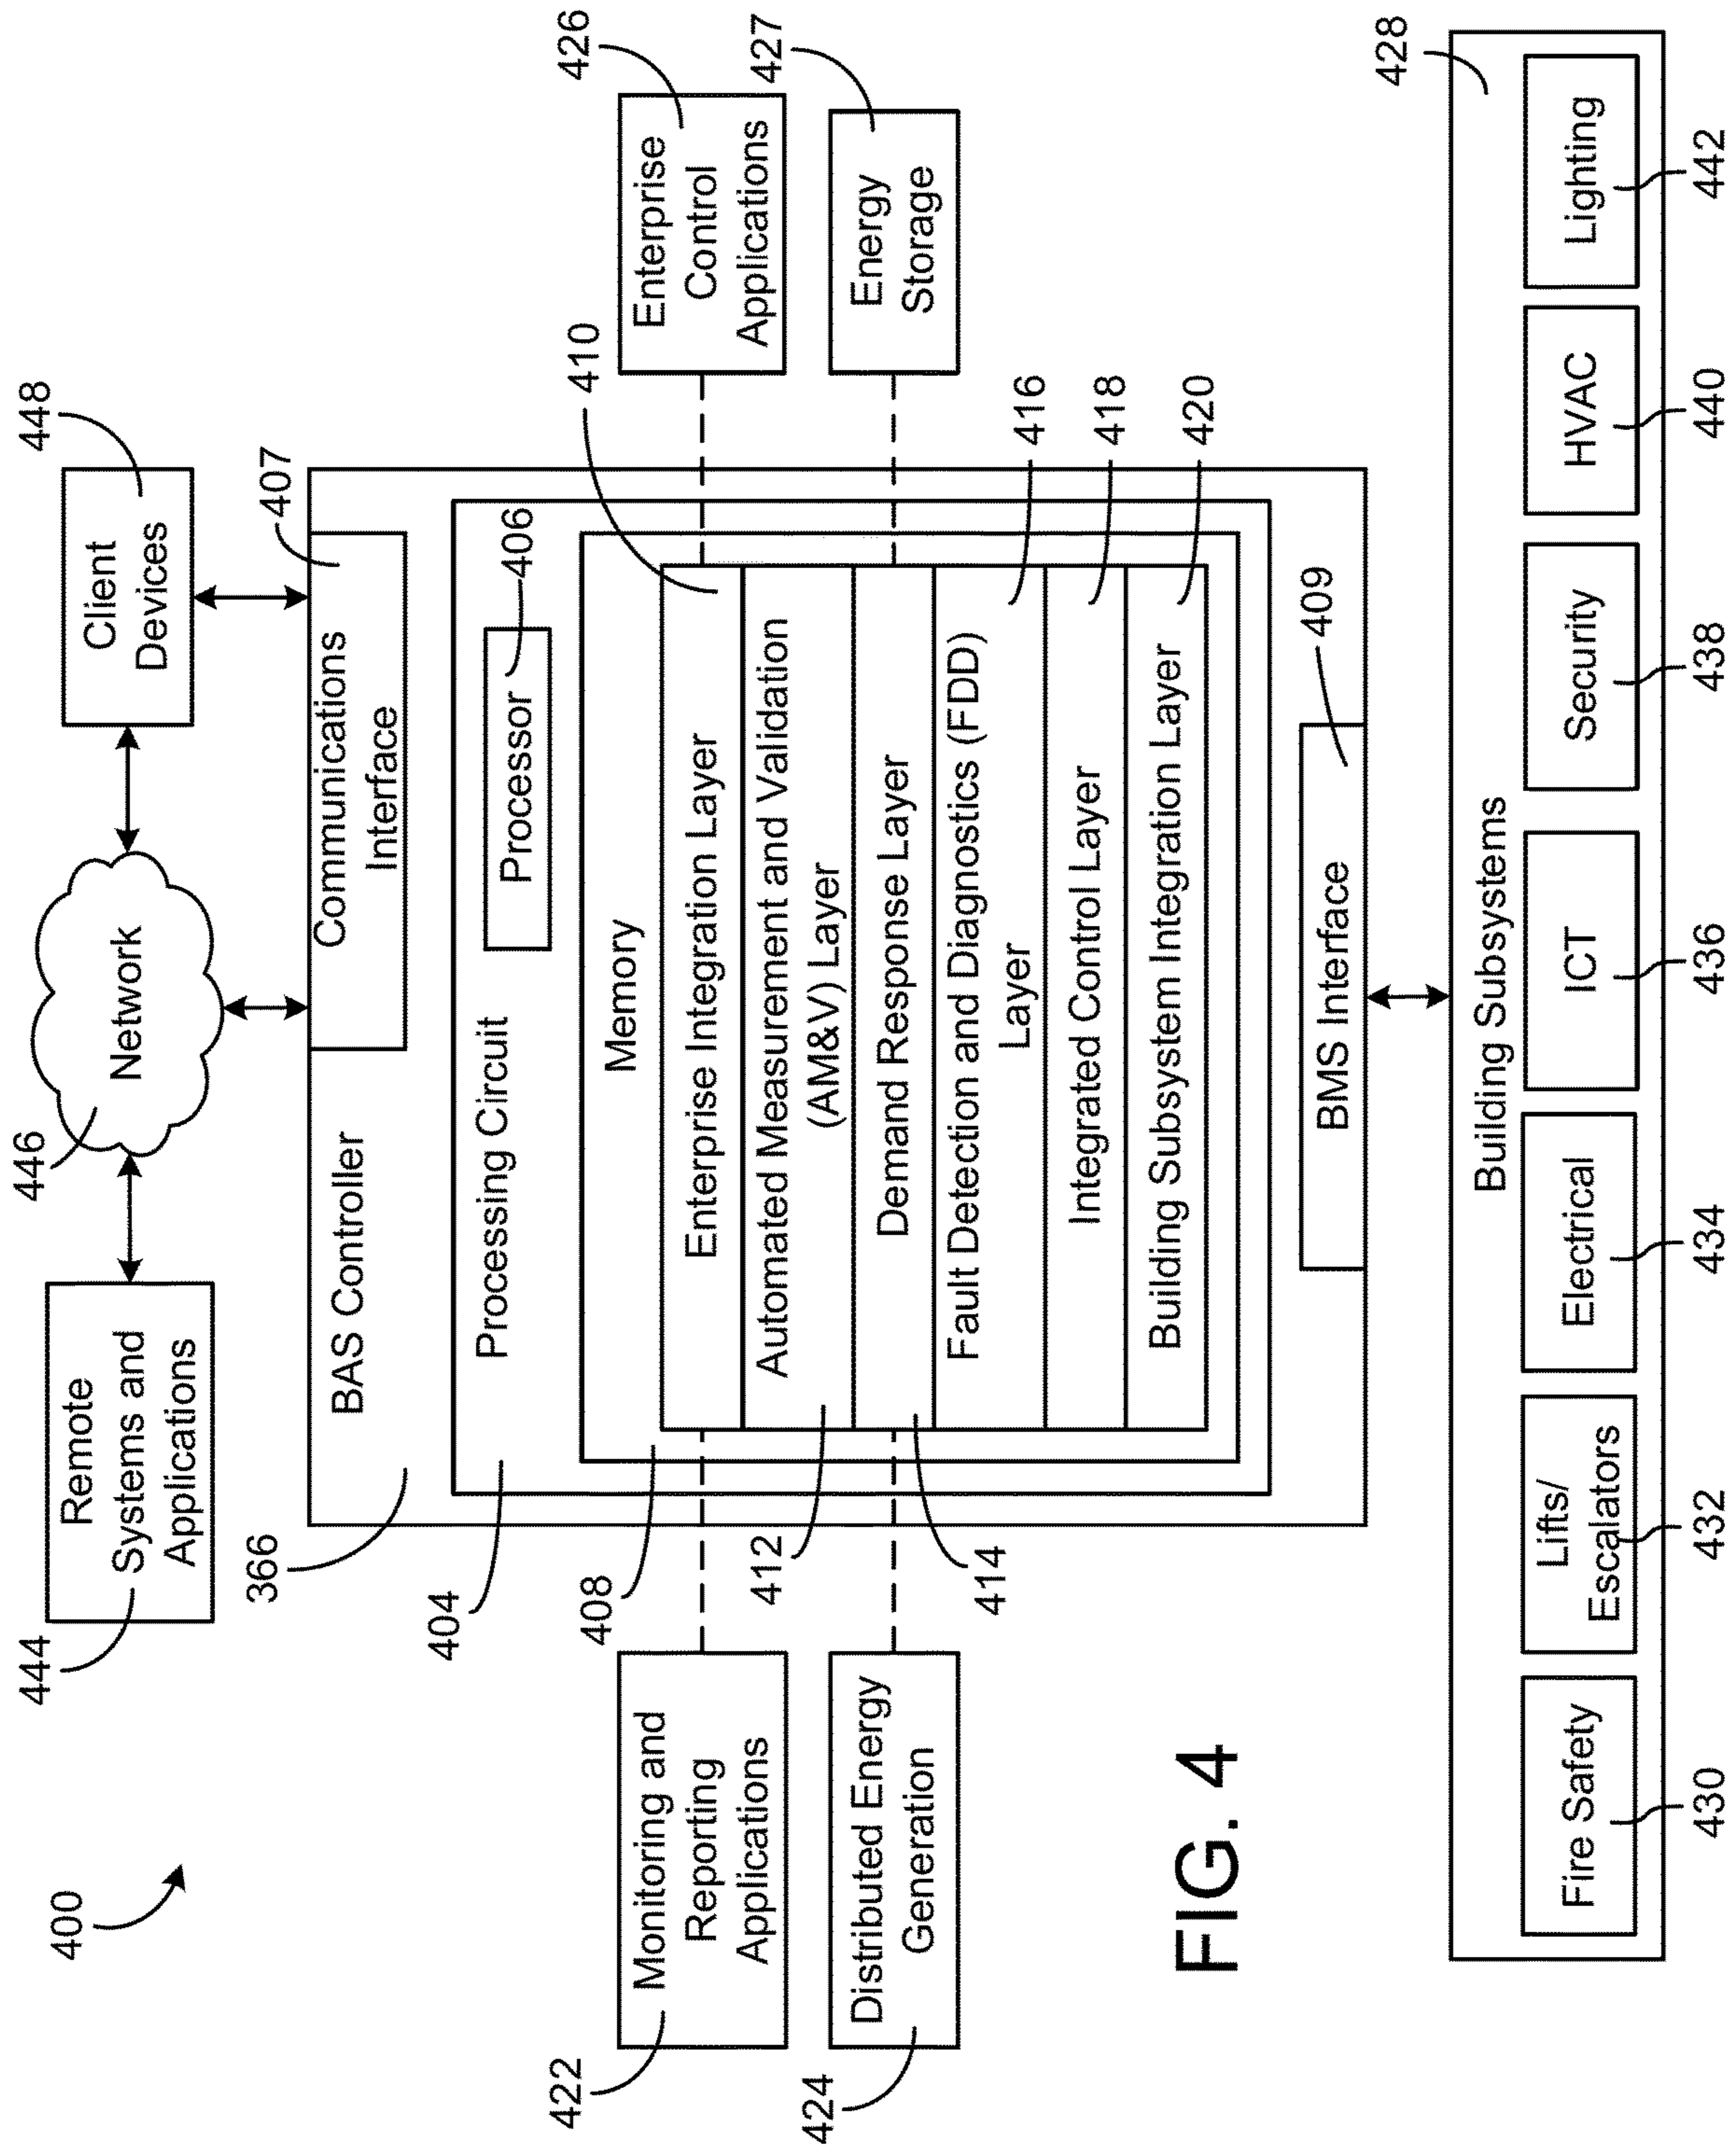 400
444
Remote
Systems and
Applications
446
Network
448
Client
Devices
366
BAS Controller
407
Communications
Interface
404
Processing Circuit
Processor
406
408
Memory
410
Enterprise Integration Layer
412
Automated Measurement and Validation
(AM&V) Layer
414
Demand Response Layer
Fault Detection and Diagnostics (FDD)
Layer
416
Integrated Control Layer
418
Building Subsystem Integration Layer
420
BMS Interface
409
422
Monitoring and
Reporting
Applications
424
Distributed Energy
Generation
426
Enterprise
Control
Applications
427
Energy
Storage
428
Building Subsystems
Fire Safety
Lifts/
Escalators
Electrical
ICT
Security
HVAC
Lighting
430
432
434
436
438
440
442
FIG. 4